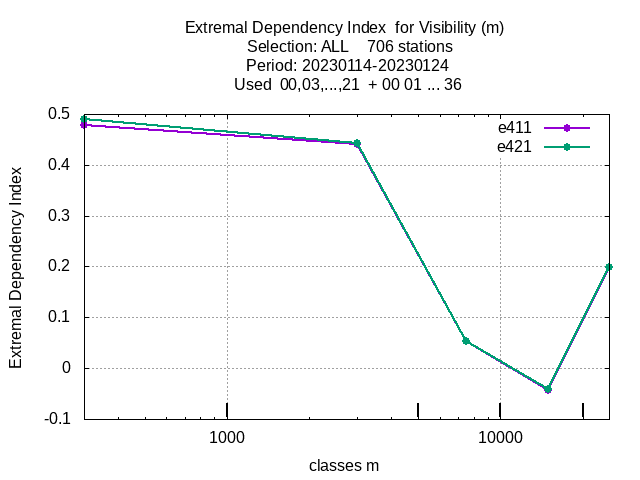 Extremal Dependency Index  for Visibility (m)
Selection: ALL    706 stations
Period: 20230114-20230124
Used  00,03,...,21  + 00 01 ... 36
e411
e421
0.5
0.4
0.3
0.2
0.1
0
-0.1
Extremal Dependency Index
1000
10000
classes m